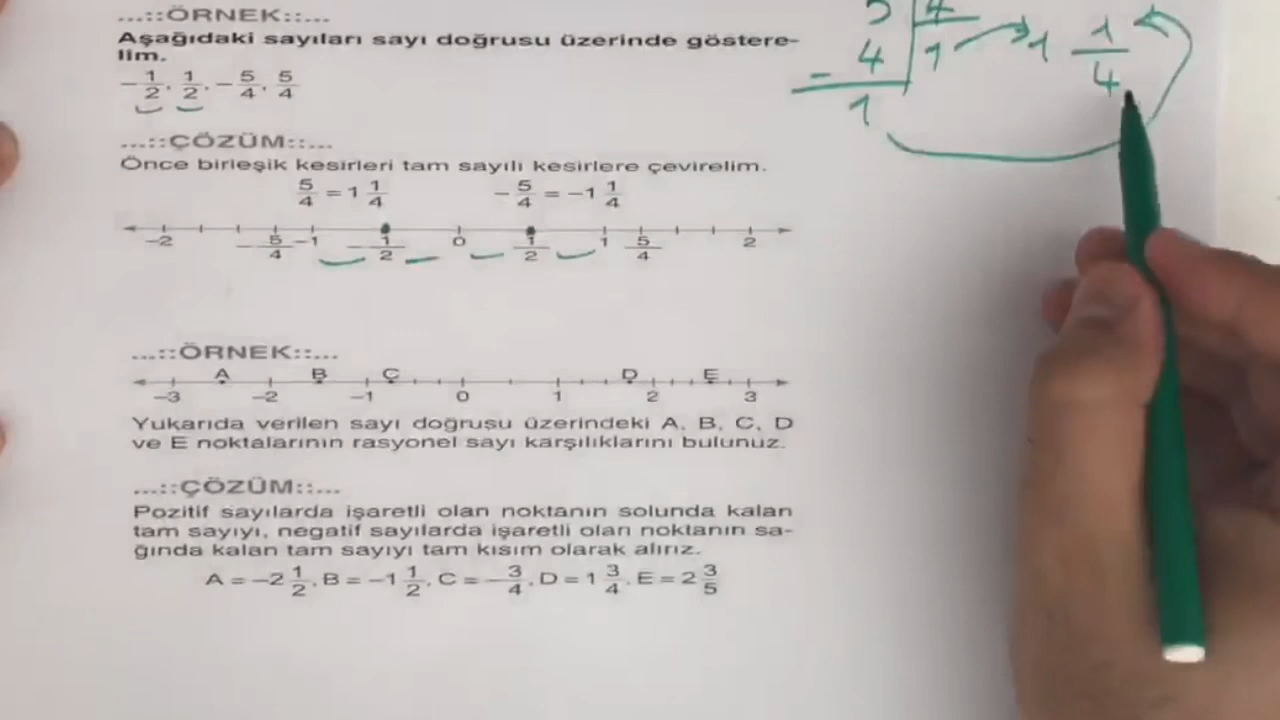 ...::ÖRNEK::...
Aşağıdaki sayıları sayı doğrusu üzerinde göstere-
lim.
-1/2, 1/2, -5/4, 5/4
...::ÇÖZÜM::...
Önce birleşik kesirleri tam sayılı kesirlere çevirelim.
5/4 = 1 1/4   -5/4 = -1 1/4
-2 -5/4 -1 -1/2 0 1/2 1 5/4 2
5 4
- 4 1 1 1/4
1
...::ÖRNEK::...
A B C D E
-3 -2 -1 0 1 2 3
Yukarıda verilen sayı doğrusu üzerindeki A, B, C, D
ve E noktalarının rasyonel sayı karşılıklarını bulunuz.
...::ÇÖZÜM::...
Pozitif sayılarda işaretli olan noktanın solunda kalan
tam sayıyı, negatif sayılarda işaretli olan noktanın sa-
ğında kalan tam sayıyı tam kısım olarak alırız.
A = -2 1/2, B = -1 1/2, C = -3/4, D = 1 3/4, E = 2 3/5